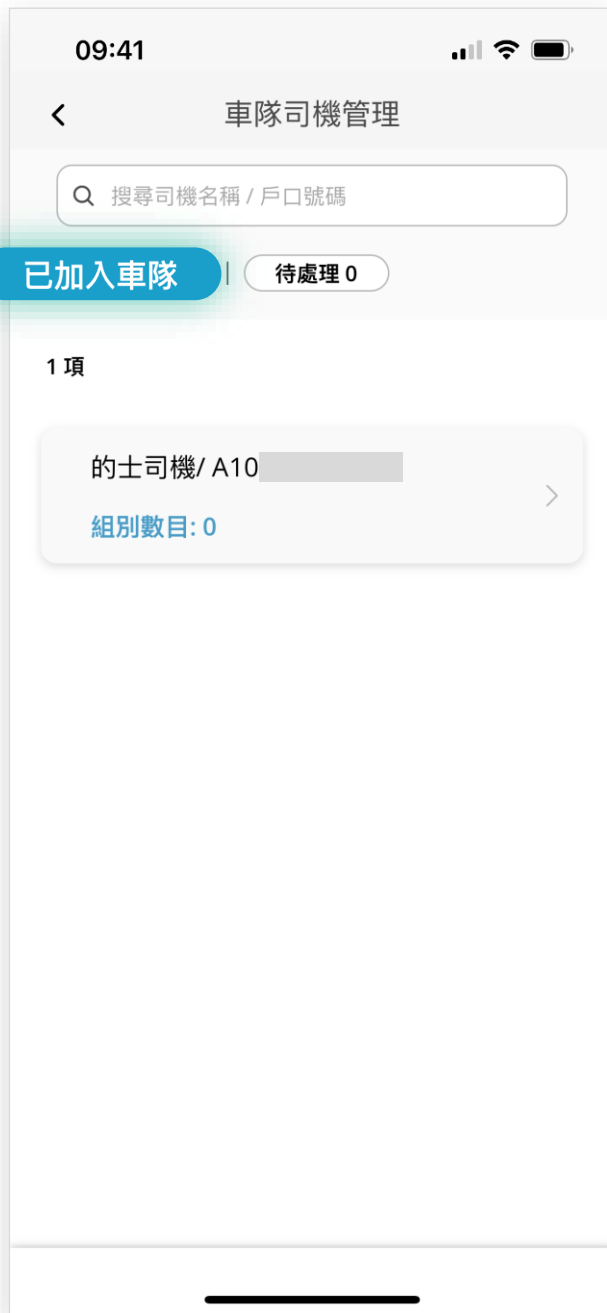 09:41
車隊司機管理
搜尋司機名稱 / 戶口號碼
已加入車隊 | 待處理 0
1 項
的士司機/ A10
組別數目: 0